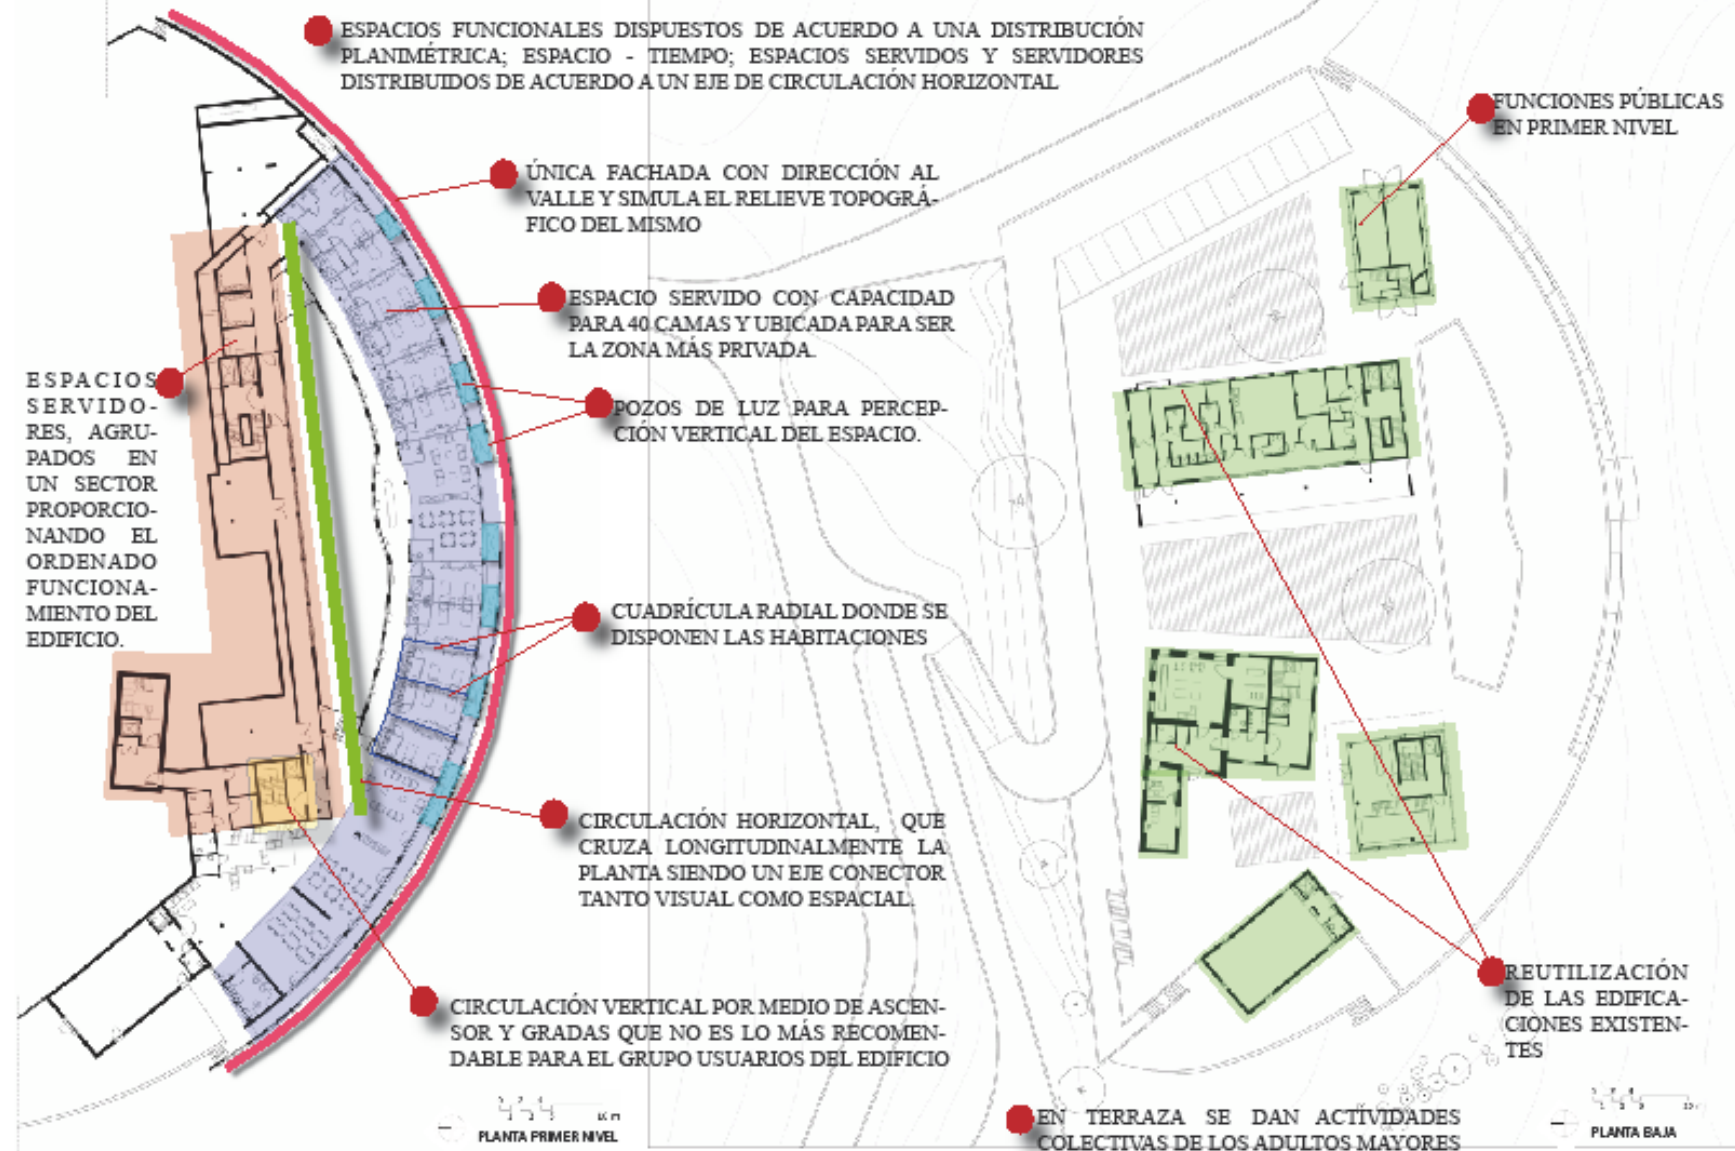 ESPACIOS FUNCIONALES DISPUESTOS DE ACUERDO A UNA DISTRIBUCIÓN
PLANIMÉTRICA; ESPACIO - TIEMPO; ESPACIOS SERVIDOS Y SERVIDORES
DISTRIBUIDOS DE ACUERDO A UN EJE DE CIRCULACIÓN HORIZONTAL
FUNCIONES PÚBLICAS
EN PRIMER NIVEL
ÚNICA FACHADA CON DIRECCIÓN AL
VALLE Y SIMULA EL RELIEVE TOPOGRÁ-
FICO DEL MISMO
ESPACIO SERVIDO CON CAPACIDAD
PARA 40 CAMAS Y UBICADA PARA SER
LA ZONA MÁS PRIVADA.
ESPACIOS
SERVIDO-
RES, AGRU-
PADOS EN
UN SECTOR
PROPORCIO-
NANDO EL
ORDENADO
FUNCIONA-
MIENTO DEL
EDIFICIO.
POZOS DE LUZ PARA PERCEP-
CIÓN VERTICAL DEL ESPACIO.
CUADRÍCULA RADIAL DONDE SE
DISPONEN LAS HABITACIONES
CIRCULACIÓN HORIZONTAL, QUE
CRUZA LONGITUDINALMENTE LA
PLANTA SIENDO UN EJE CONECTOR
TANTO VISUAL COMO ESPACIAL.
CIRCULACIÓN VERTICAL POR MEDIO DE ASCEN-
SOR Y GRADAS QUE NO ES LO MÁS RECOMEN-
DABLE PARA EL GRUPO USUARIOS DEL EDIFICIO
REUTILIZACIÓN
DE LAS EDIFICA-
CIONES EXISTEN-
TES
PLANTA PRIMER NIVEL
EN TERRAZA SE DAN ACTIVIDADES
COLECTIVAS DE LOS ADULTOS MAYORES
PLANTA BAJA